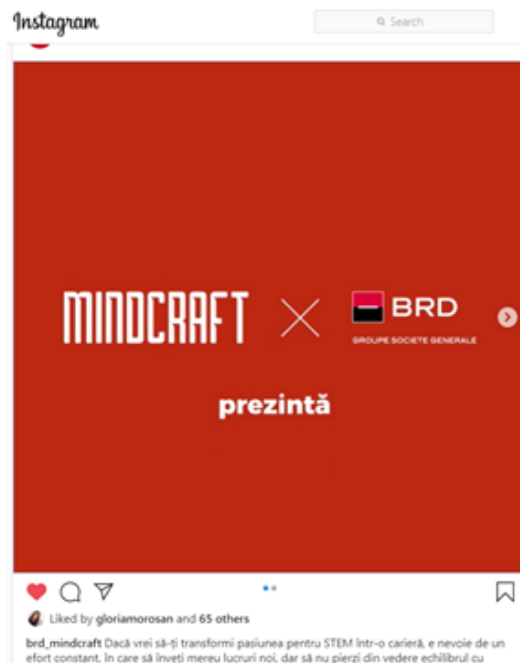 Instagram
Search
MINDCRAFT
BRD
GROUPE SOCIETE GENERALE
prezintă
Liked by gloriamorosan and 65 others
brd_mindcraft Dacă vrei să-ți transformi pasiunea pentru STEM într-o carieră, e nevoie de un
efort constant, în care să înveți mereu lucruri noi, dar să nu pierzi din vedere echilibrul cu